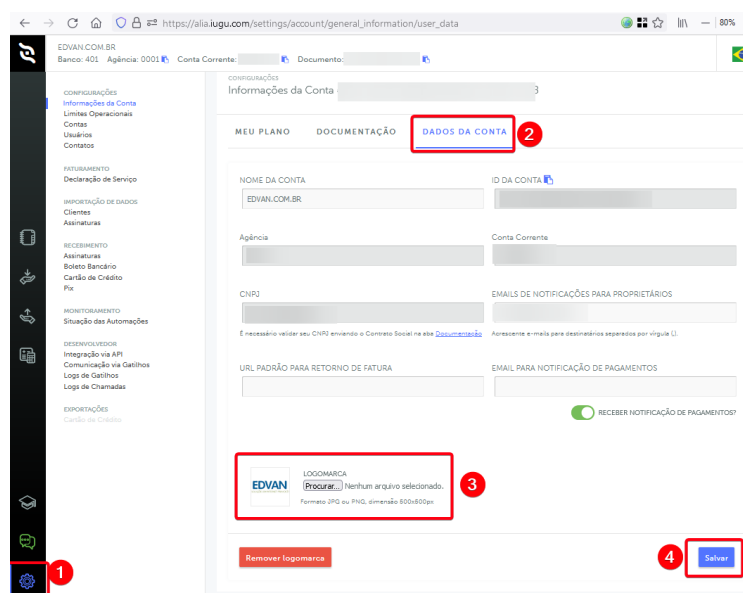 https://alia.iugu.com/settings/account/general_information/user_data
80%
EDVAN.COM.BR
Banco: 401 Agência: 0001 Conta Corrente: Documento:
CONFIGURAÇÕES
Informações da Conta
Limites Operacionais
Contas
Usuários
Contatos
FATURAMENTO
Declaração de Serviço
IMPORTAÇÃO DE DADOS
Clientes
Assinaturas
RECEBIMENTO
Assinaturas
Boleto Bancário
Cartão de Crédito
Pix
MONITORAMENTO
Situação das Automações
DESENVOLVEDOR
Integração via API
Comunicação via Gatilhos
Logs de Gatilhos
Logs de Chamadas
EXPORTAÇÕES
Cartão de Crédito
1
CONFIGURAÇÕES
Informações da Conta
MEU PLANO DOCUMENTAÇÃO DADOS DA CONTA 2
NOME DA CONTA ID DA CONTA
EDVAN.COM.BR
Agência Conta Corrente
CNPJ EMAILS DE NOTIFICAÇÕES PARA PROPRIETÁRIOS
É necessário validar seu CNPJ enviando o Contrato Social na aba Documentação Acrescente e-mails para destinatários separados por vírgula (,).
URL PADRÃO PARA RETORNO DE FATURA EMAIL PARA NOTIFICAÇÃO DE PAGAMENTOS
RECEBER NOTIFICAÇÃO DE PAGAMENTOS?
LOGOMARCA
EDVAN Procurar... Nenhum arquivo selecionado. 3
Formato JPG ou PNG, dimensão 600x600px
Remover logomarca 4 Salvar